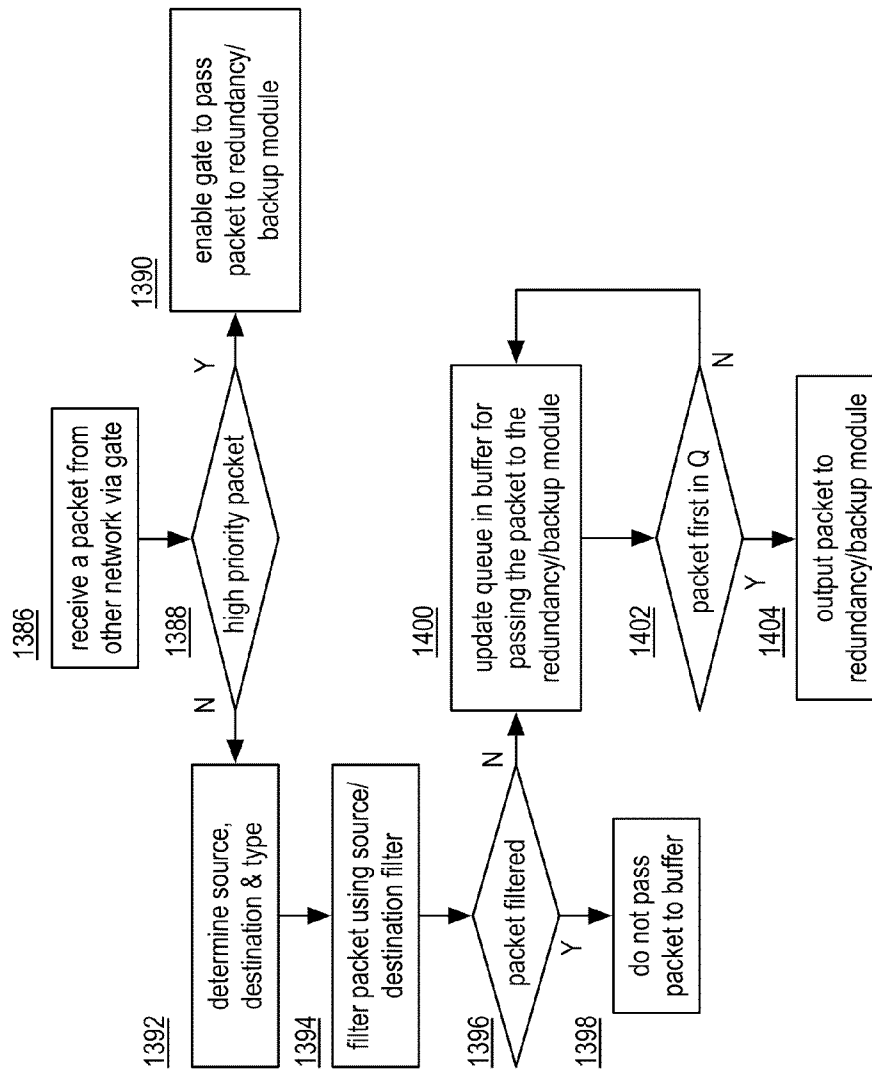 1386
receive a packet from
other network via gate
1388
high priority packet
Y
N
1390
enable gate to pass
packet to redundancy/
backup module
1392
determine source,
destination & type
1394
filter packet using source/
destination filter
1396
packet filtered
N
Y
1398
do not pass
packet to buffer
1400
update queue in buffer for
passing the packet to the
redundancy/backup module
1402
packet first in Q
N
Y
1404
output packet to
redundancy/backup module